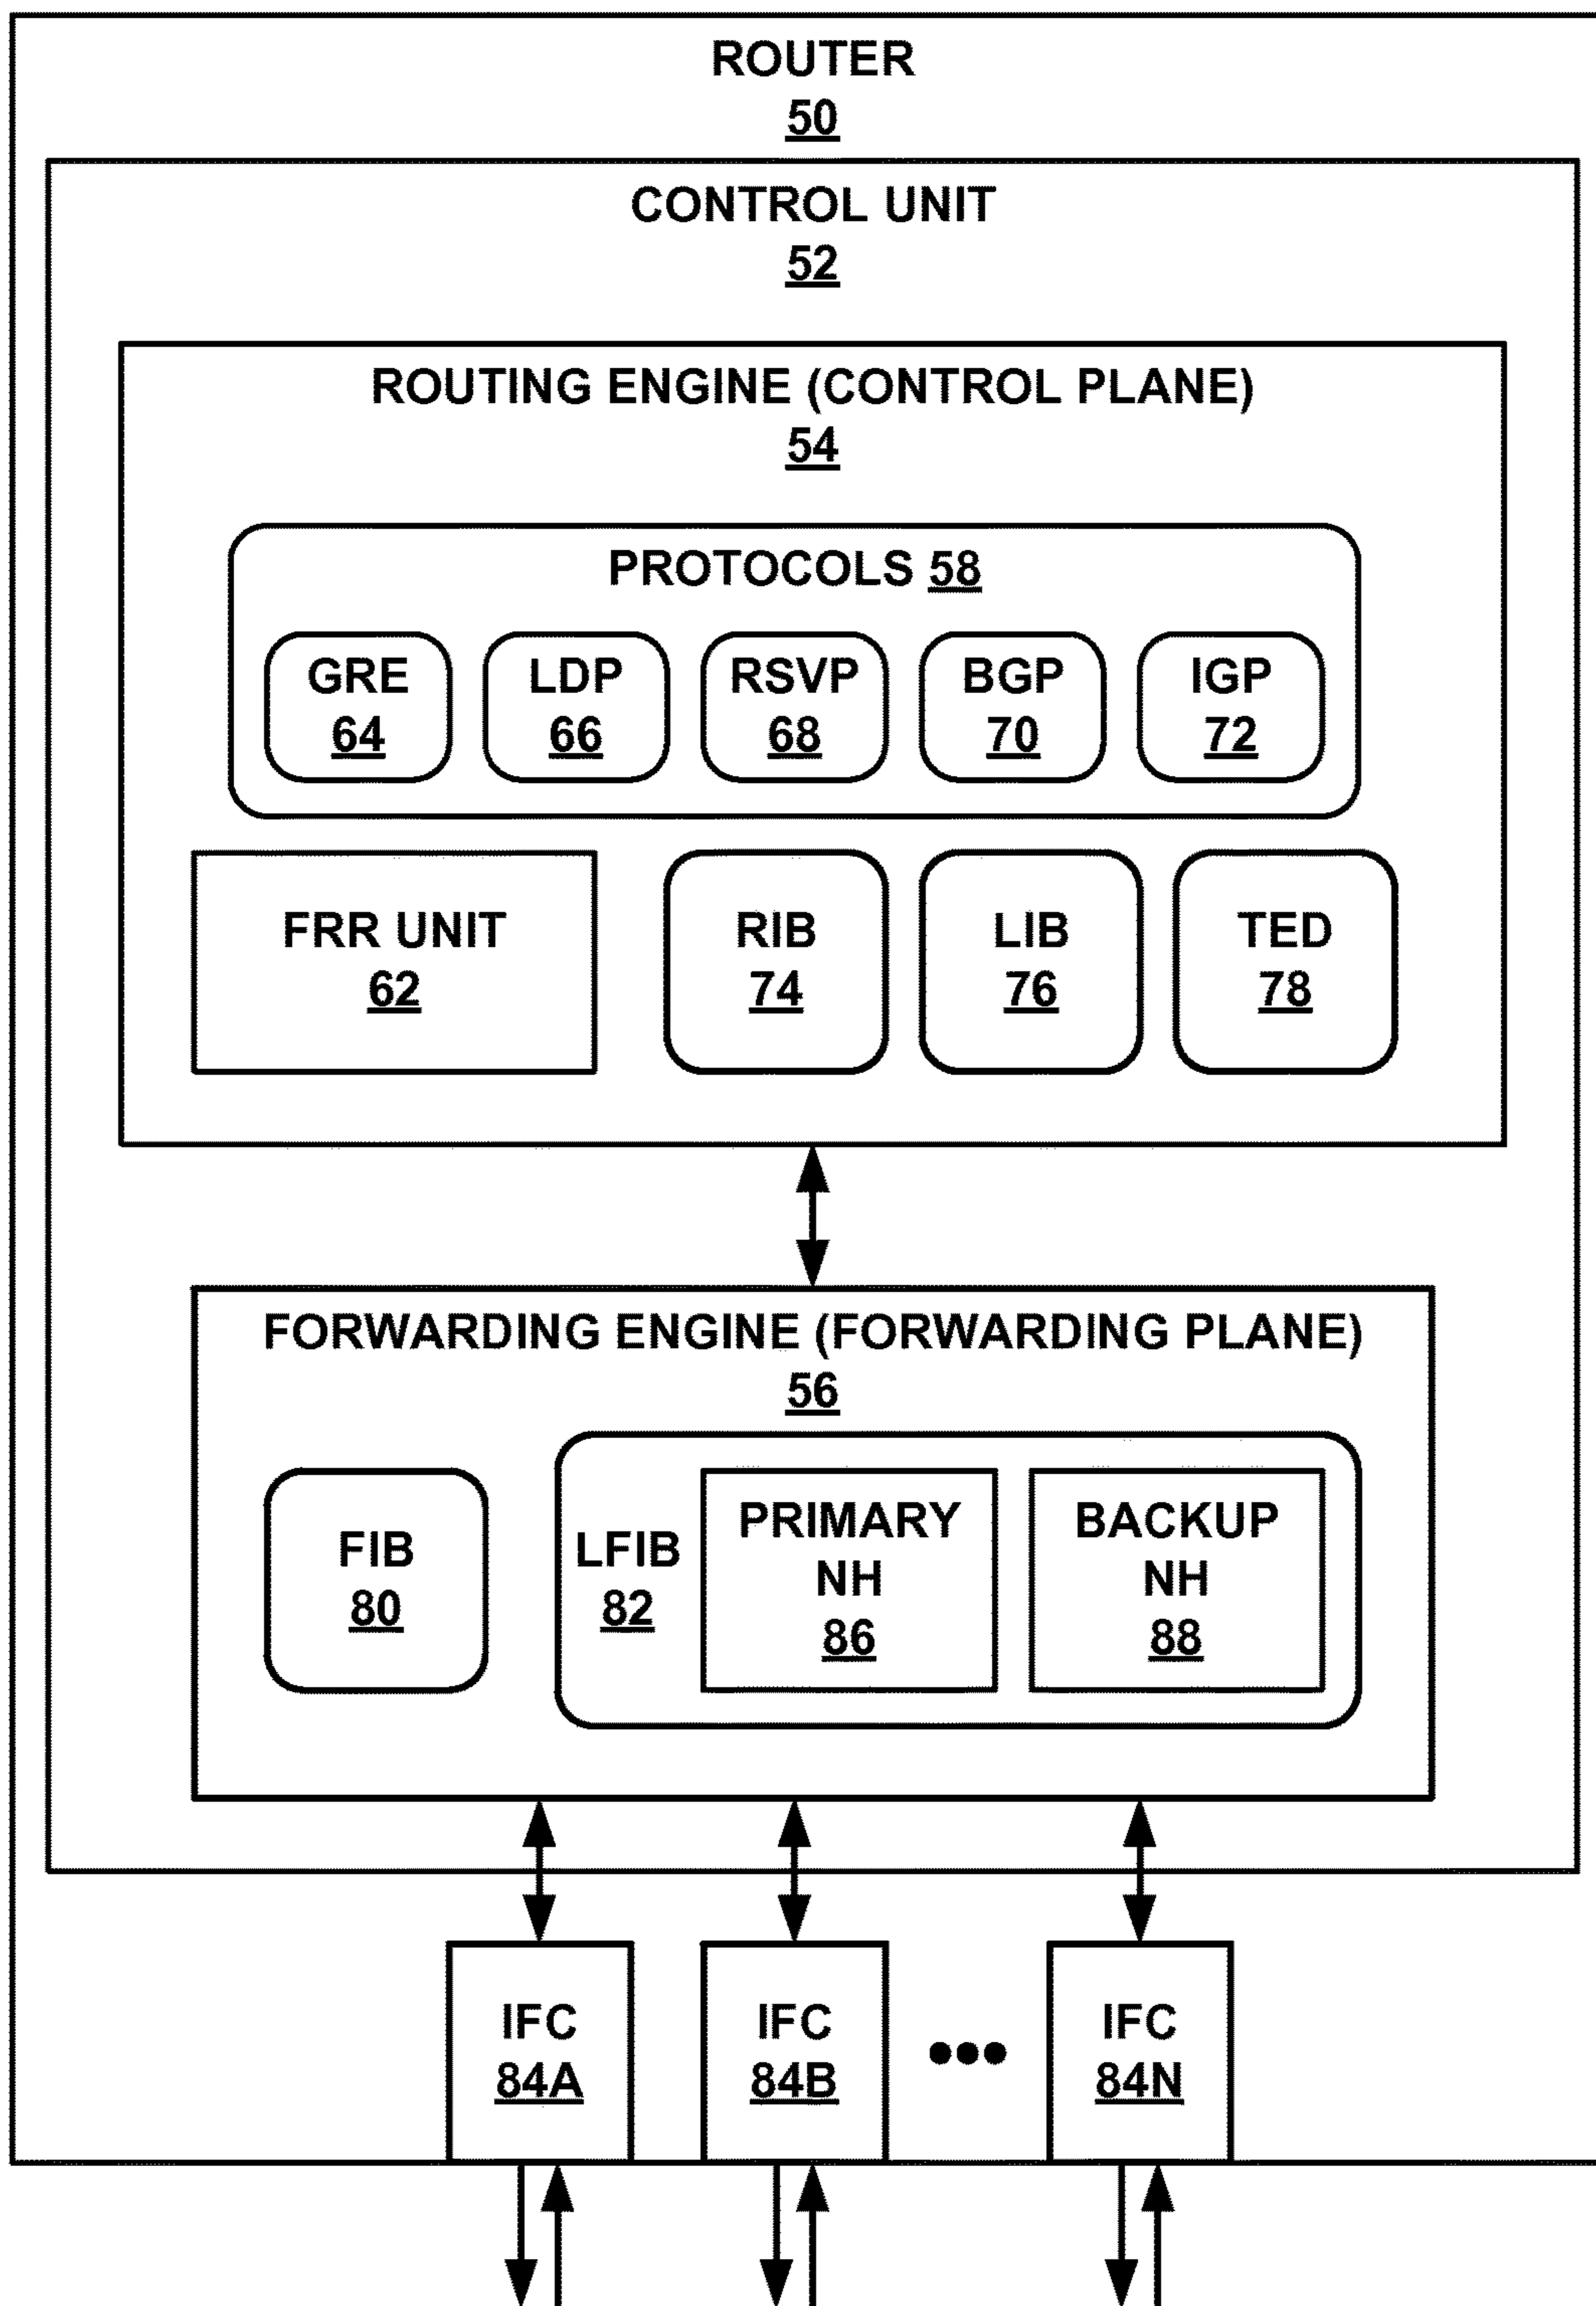 ROUTER
50
CONTROL UNIT
52
ROUTING ENGINE (CONTROL PLANE)
54
PROTOCOLS 58
GRE LDP RSVP BGP IGP
64 66 68 70 72
FRR UNIT RIB LIB TED
62 74 76 78
FORWARDING ENGINE (FORWARDING PLANE)
56
FIB
80
LFIB
82
PRIMARY
NH
86
BACKUP
NH
88
IFC IFC ••• IFC
84A 84B 84N